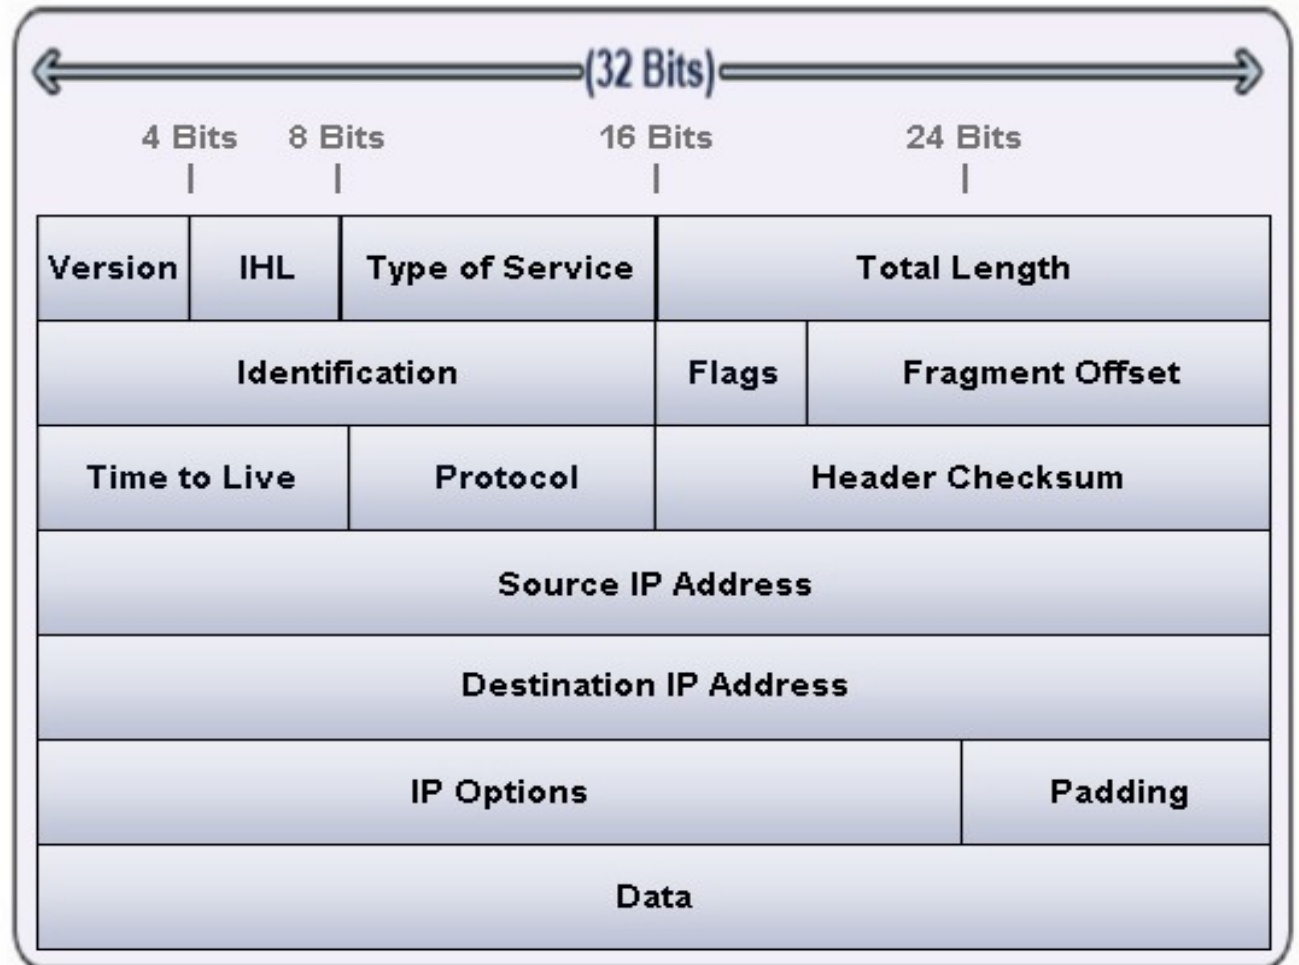 (32 Bits)
4 Bits 8 Bits 16 Bits 24 Bits
Version IHL Type of Service Total Length
Identification Flags Fragment Offset
Time to Live Protocol Header Checksum
Source IP Address
Destination IP Address
IP Options Padding
Data